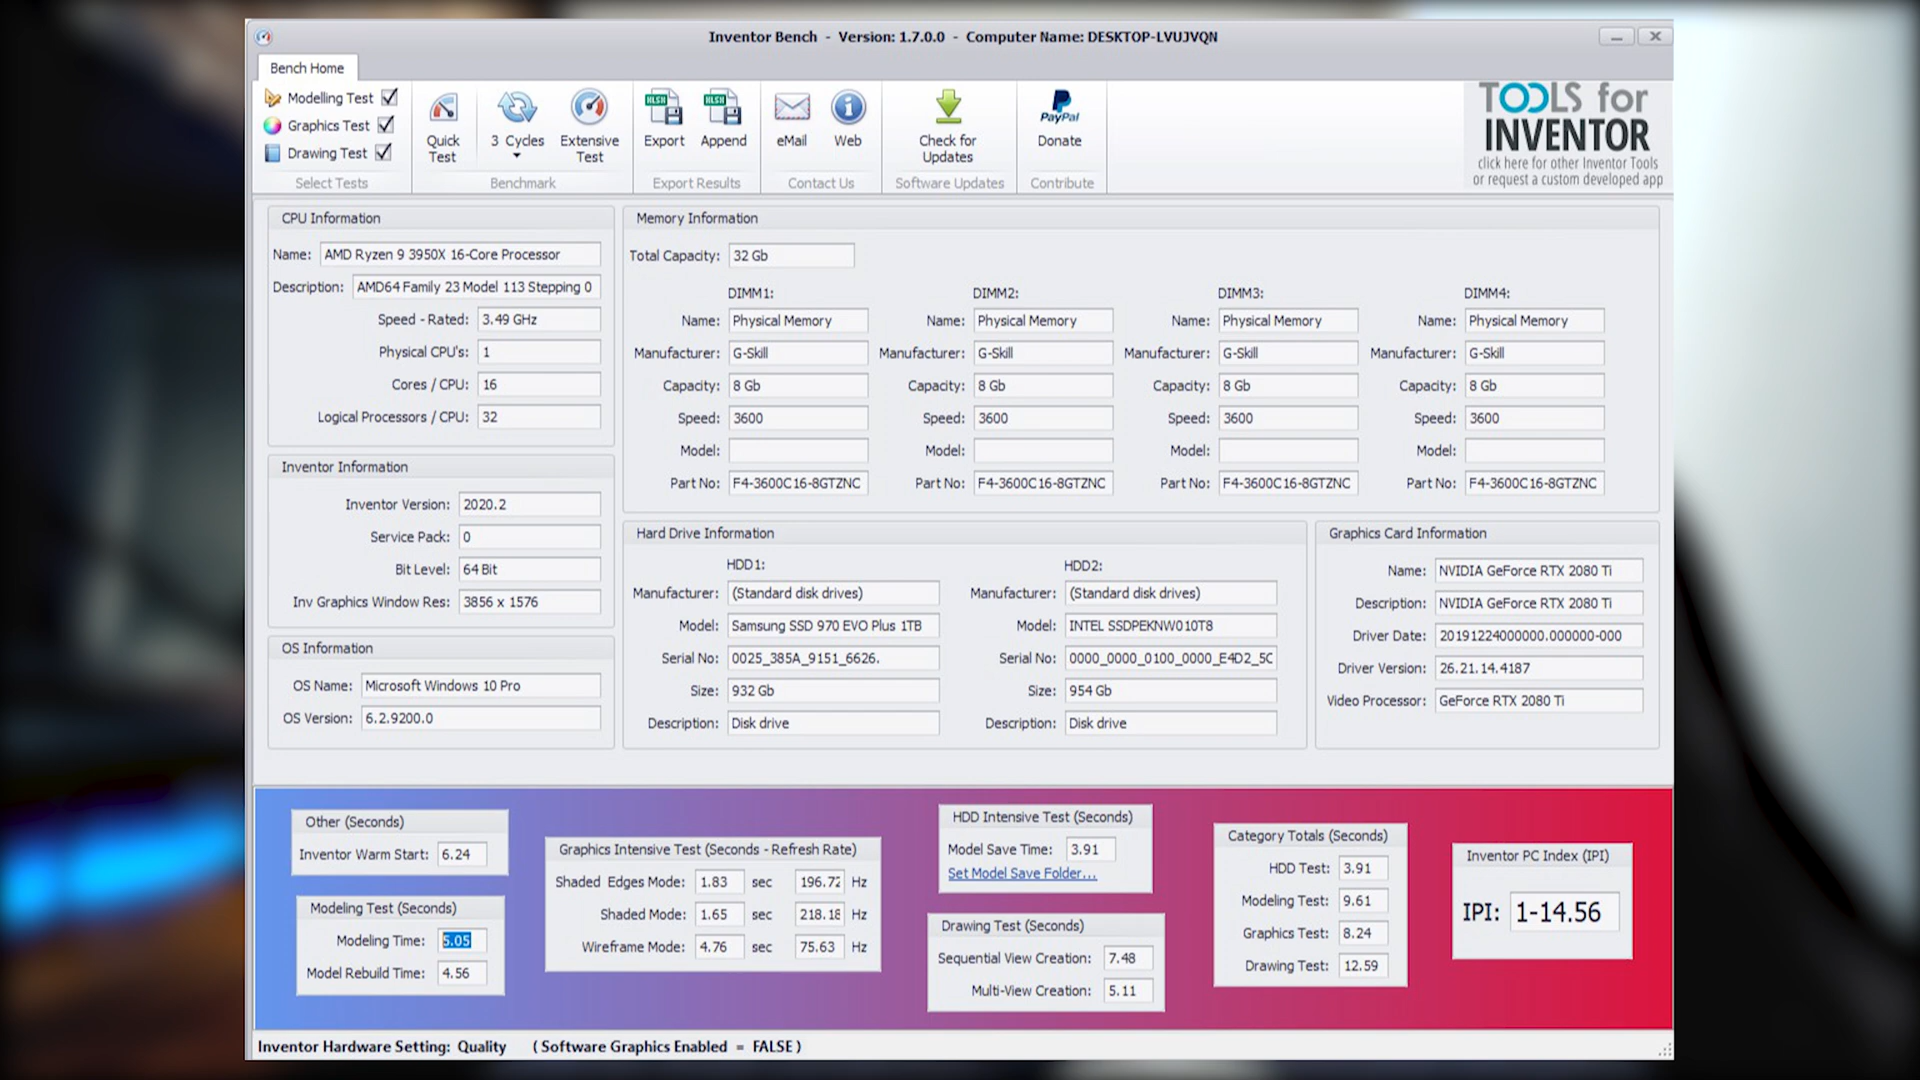 Inventor Bench - Version: 1.7.0.0 - Computer Name: DESKTOP-LVUJVQN
Bench Home
Modelling Test
Graphics Test
Drawing Test
Select Tests
Quick Test
3 Cycles
Extensive Test
Benchmark
XLSX Export
XLSX Append
Export Results
eMail
Web
Contact Us
Check for Updates
Software Updates
PayPal
Donate
Contribute
TOOLS for
INVENTOR
click here for other Inventor Tools
or request a custom developed app
CPU Information
Name: AMD Ryzen 9 3950X 16-Core Processor
Description: AMD64 Family 23 Model 113 Stepping 0
Speed - Rated: 3.49 GHz
Physical CPU's: 1
Cores / CPU: 16
Logical Processors / CPU: 32
Inventor Information
Inventor Version: 2020.2
Service Pack: 0
Bit Level: 64 Bit
Inv Graphics Window Res: 3856 x 1576
OS Information
OS Name: Microsoft Windows 10 Pro
OS Version: 6.2.9200.0
Memory Information
Total Capacity: 32 Gb
DIMM1:
Name: Physical Memory
Manufacturer: G-Skill
Capacity: 8 Gb
Speed: 3600
Model:
Part No: F4-3600C16-8GTZNC
DIMM2:
Name: Physical Memory
Manufacturer: G-Skill
Capacity: 8 Gb
Speed: 3600
Model:
Part No: F4-3600C16-8GTZNC
DIMM3:
Name: Physical Memory
Manufacturer: G-Skill
Capacity: 8 Gb
Speed: 3600
Model:
Part No: F4-3600C16-8GTZNC
DIMM4:
Name: Physical Memory
Manufacturer: G-Skill
Capacity: 8 Gb
Speed: 3600
Model:
Part No: F4-3600C16-8GTZNC
Hard Drive Information
HDD1:
Manufacturer: (Standard disk drives)
Model: Samsung SSD 970 EVO Plus 1TB
Serial No: 0025_385A_9151_6626.
Size: 932 Gb
Description: Disk drive
HDD2:
Manufacturer: (Standard disk drives)
Model: INTEL SSDPEKNW010T8
Serial No: 0000_0000_0100_0000_E4D2_5C
Size: 954 Gb
Description: Disk drive
Graphics Card Information
Name: NVIDIA GeForce RTX 2080 Ti
Description: NVIDIA GeForce RTX 2080 Ti
Driver Date: 20191224000000.000000-000
Driver Version: 26.21.14.4187
Video Processor: GeForce RTX 2080 Ti
Other (Seconds)
Inventor Warm Start: 6.24
Modeling Test (Seconds)
Modeling Time: 5.05
Model Rebuild Time: 4.56
Graphics Intensive Test (Seconds - Refresh Rate)
Shaded Edges Mode: 1.83 sec 196.72 Hz
Shaded Mode: 1.65 sec 218.18 Hz
Wireframe Mode: 4.76 sec 75.63 Hz
HDD Intensive Test (Seconds)
Model Save Time: 3.91
Set Model Save Folder...
Drawing Test (Seconds)
Sequential View Creation: 7.48
Multi-View Creation: 5.11
Category Totals (Seconds)
HDD Test: 3.91
Modeling Test: 9.61
Graphics Test: 8.24
Drawing Test: 12.59
Inventor PC Index (IPI)
IPI: 1-14.56
Inventor Hardware Setting: Quality ( Software Graphics Enabled = FALSE )